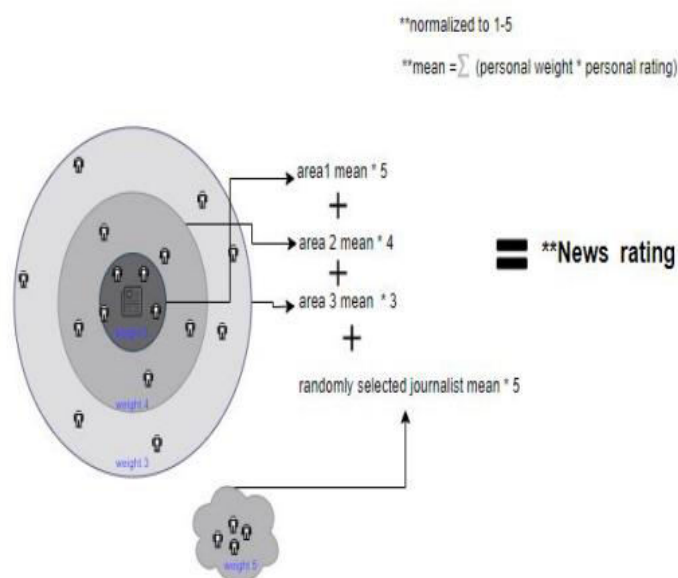 **normalized to 1-5
**mean =∑ (personal weight * personal rating)
area1 mean * 5
+
area 2 mean * 4
+
area 3 mean * 3
+
randomly selected journalist mean * 5
= **News rating
weight
weight 4
weight 3
weight 5